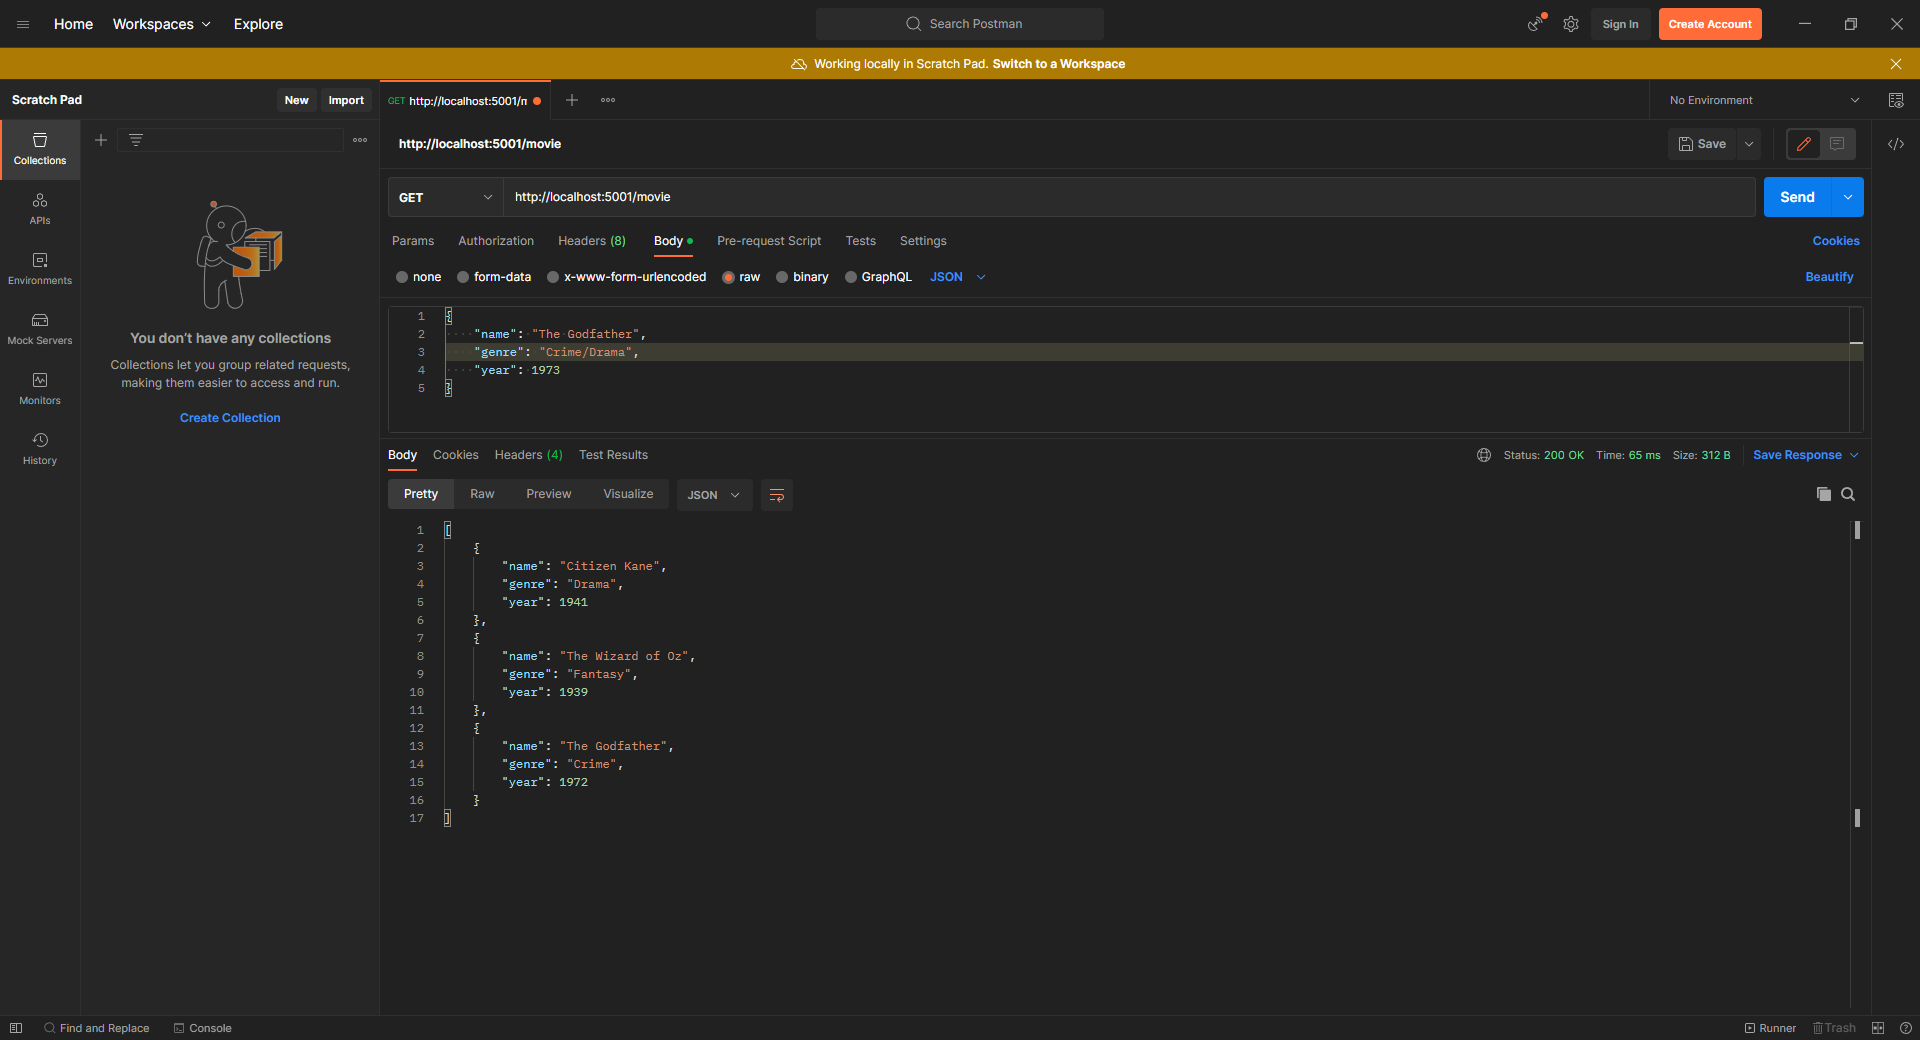 Home Workspaces Explore Search Postman Sign In Create Account
Working locally in Scratch Pad. Switch to a Workspace
Scratch Pad New Import GET http://localhost:5001/m No Environment
Collections
APIs
Environments
Mock Servers
Monitors
History
You don't have any collections
Collections let you group related requests,
making them easier to access and run.
Create Collection
http://localhost:5001/movie Save
GET http://localhost:5001/movie Send
Params Authorization Headers (8) Body Pre-request Script Tests Settings Cookies
none form-data x-www-form-urlencoded raw binary GraphQL JSON Beautify
1 {
2 "name": "The Godfather",
3 "genre": "Crime/Drama",
4 "year": 1973
5 }
Body Cookies Headers (4) Test Results Status: 200 OK Time: 65 ms Size: 312 B Save Response
Pretty Raw Preview Visualize JSON
1 [
2 {
3 "name": "Citizen Kane",
4 "genre": "Drama",
5 "year": 1941
6 },
7 {
8 "name": "The Wizard of Oz",
9 "genre": "Fantasy",
10 "year": 1939
11 },
12 {
13 "name": "The Godfather",
14 "genre": "Crime",
15 "year": 1972
16 }
17 ]
Find and Replace Console Runner Trash